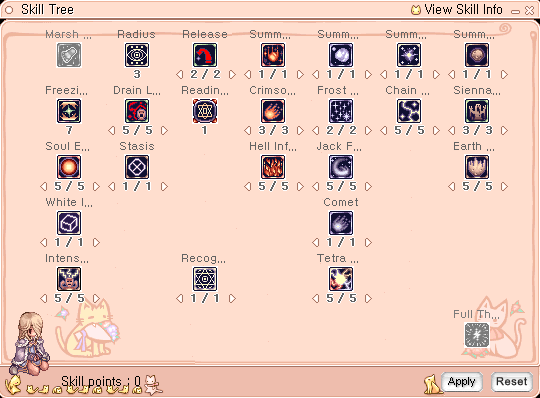 Skill Tree View Skill Info
Marsh ... Radius Release Summ... Summ... Summ... Summ...
3 2 / 2 1 / 1 1 / 1 1 / 1 1 / 1
Freezi... Drain L... Readin... Crimso... Frost ... Chain ... Sienna...
7 5 / 5 1 3 / 3 2 / 2 5 / 5 3 / 3
Soul E... Stasis Hell Inf... Jack F... Earth ...
5 / 5 1 / 1 5 / 5 5 / 5 5 / 5
White I... Comet
1 / 1 1 / 1
Intens... Recog... Tetra ...
5 / 5 1 / 1 5 / 5
Full Th...
Skill points : 0 Apply Reset